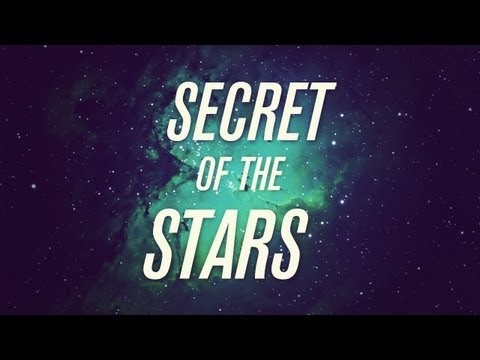 SECRET
OF THE
STARS